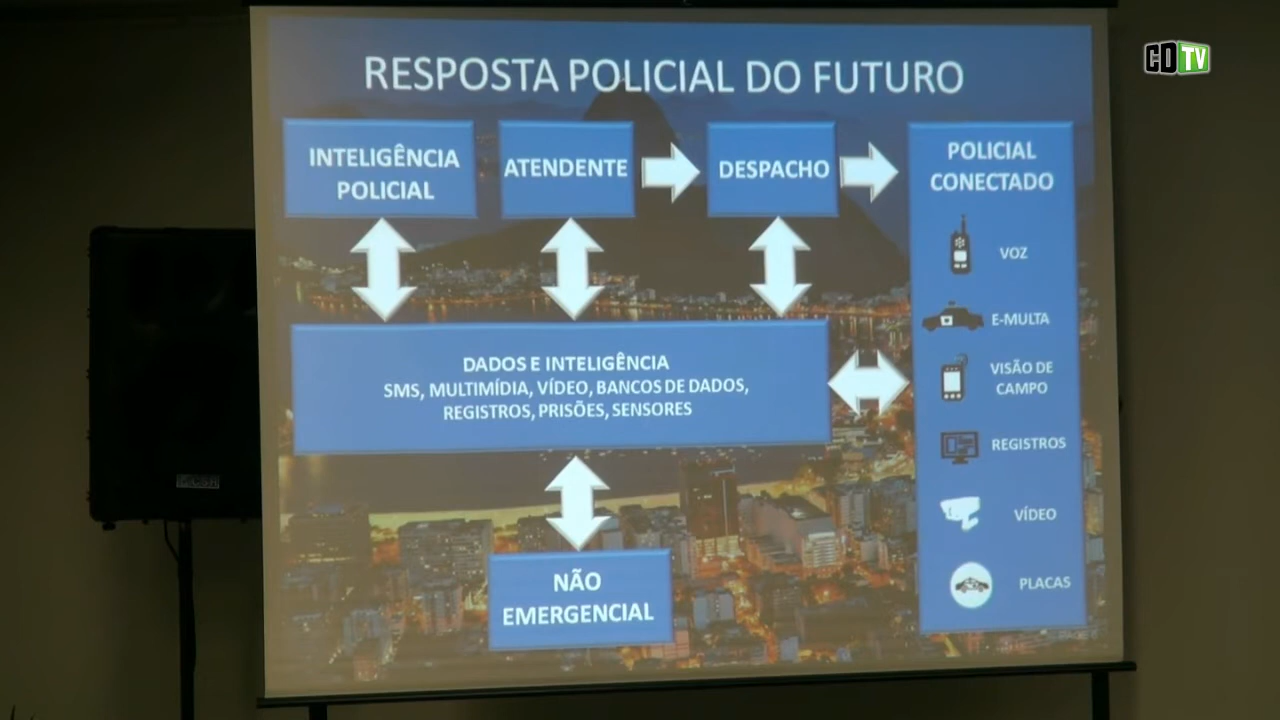 CDTV
RESPOSTA POLICIAL DO FUTURO
INTELIGÊNCIA
POLICIAL
ATENDENTE
DESPACHO
POLICIAL
CONECTADO
VOZ
E-MULTA
VISÃO DE
CAMPO
REGISTROS
VÍDEO
PLACAS
DADOS E INTELIGÊNCIA
SMS, MULTIMÍDIA, VÍDEO, BANCOS DE DADOS,
REGISTROS, PRISÕES, SENSORES
NÃO
EMERGENCIAL